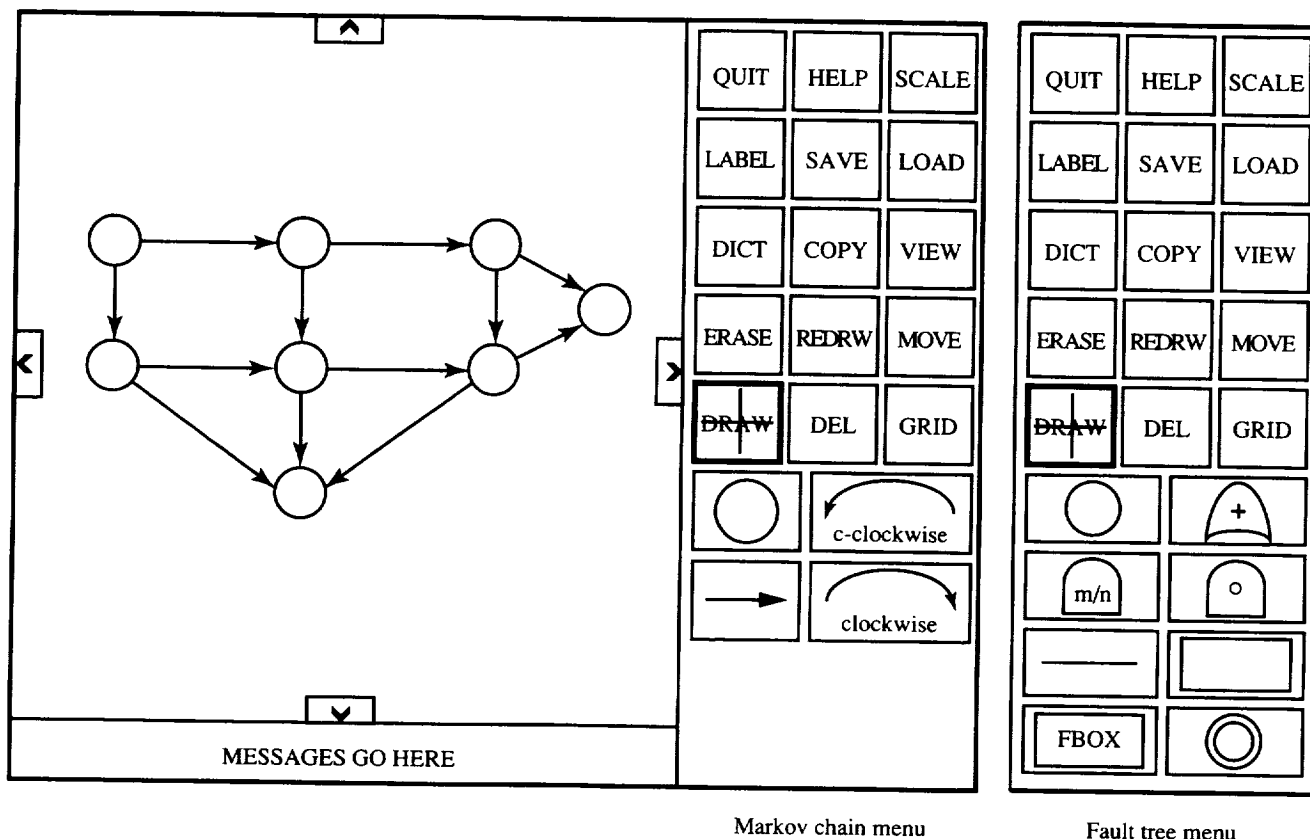 QUIT HELP SCALE
LABEL SAVE LOAD
DICT COPY VIEW
ERASE REDRW MOVE
DRAW DEL GRID
c-clockwise
clockwise
MESSAGES GO HERE
Markov chain menu
QUIT HELP SCALE
LABEL SAVE LOAD
DICT COPY VIEW
ERASE REDRW MOVE
DRAW DEL GRID
+
m/n
FBOX
Fault tree menu